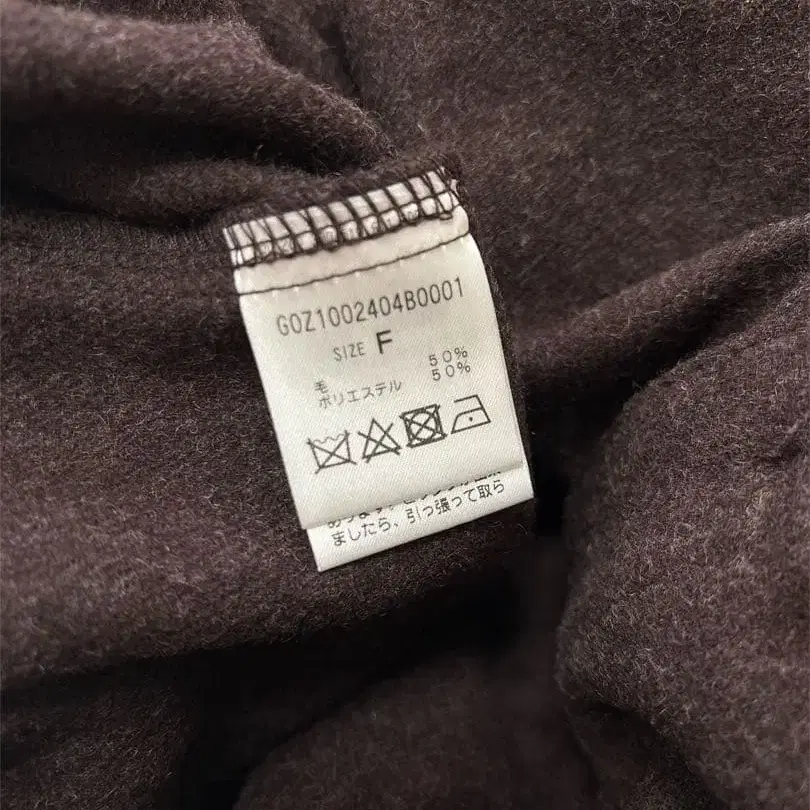 G0Z1002404B0001
SIZE F
毛 50%
ポリエステル 50%
ましたら、引っ張って取ら